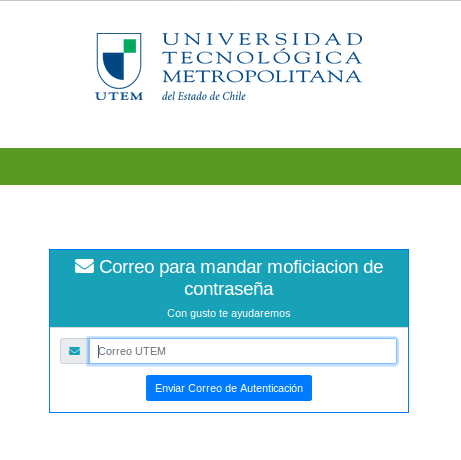 UNIVERSIDAD
TECNOLÓGICA
METROPOLITANA
UTEM
del Estado de Chile
Correo para mandar moficiacion de
contraseña
Con gusto te ayudaremos
Correo UTEM
Enviar Correo de Autenticación